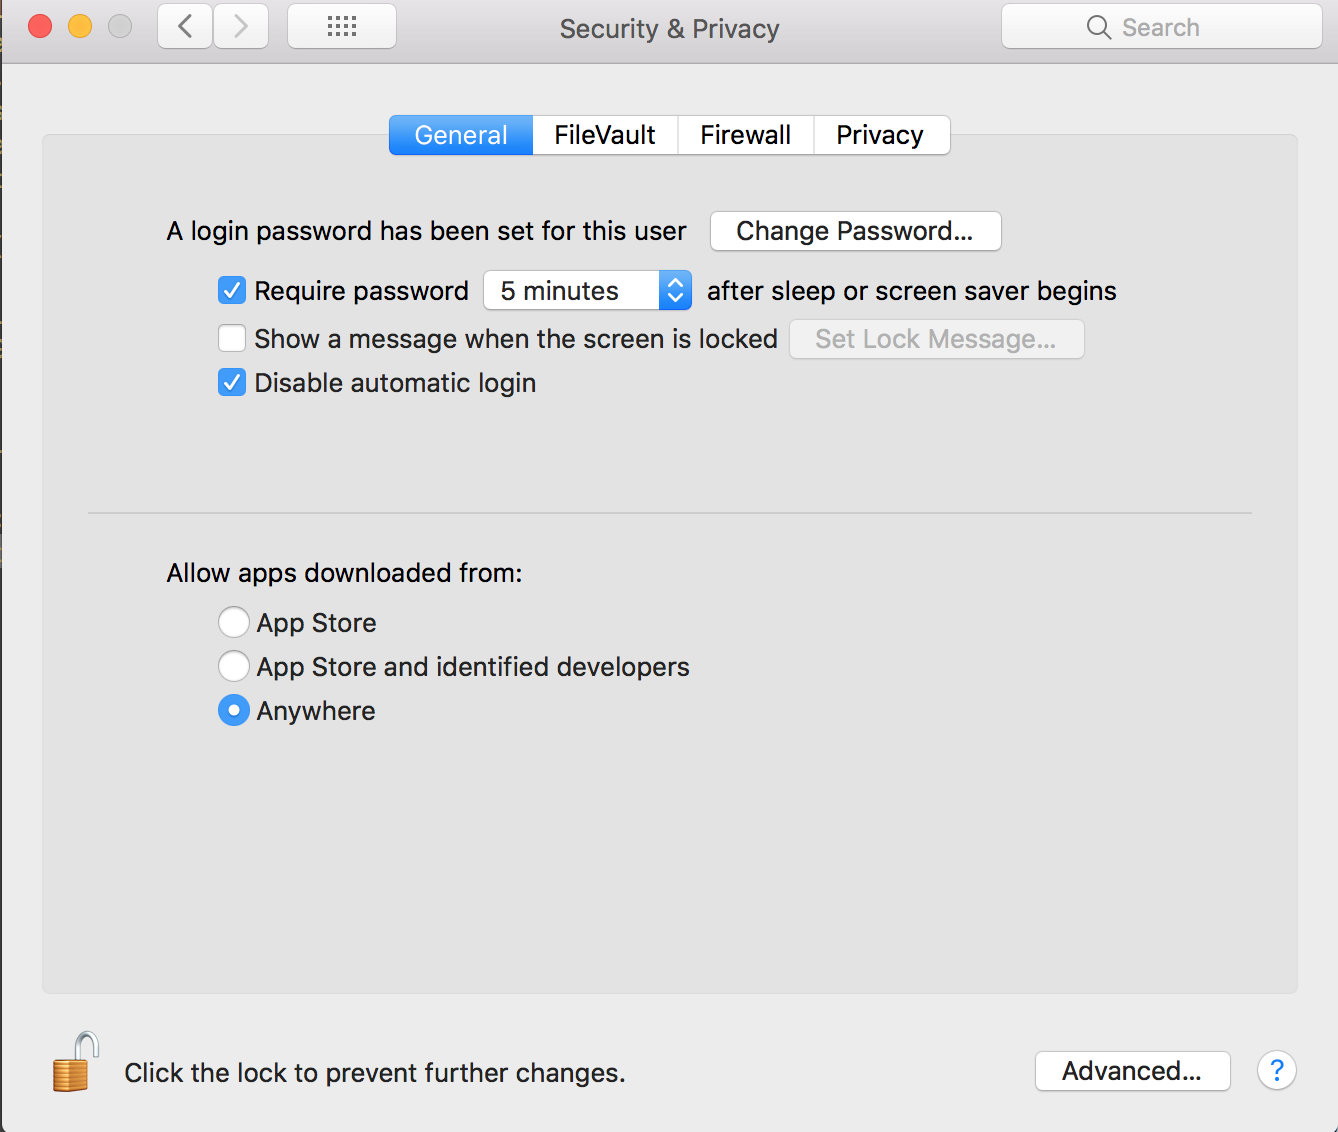 Security & Privacy
Search
General FileVault Firewall Privacy
A login password has been set for this user Change Password...
Require password 5 minutes after sleep or screen saver begins
Show a message when the screen is locked Set Lock Message...
Disable automatic login
Allow apps downloaded from:
App Store
App Store and identified developers
Anywhere
Click the lock to prevent further changes.
Advanced... ?